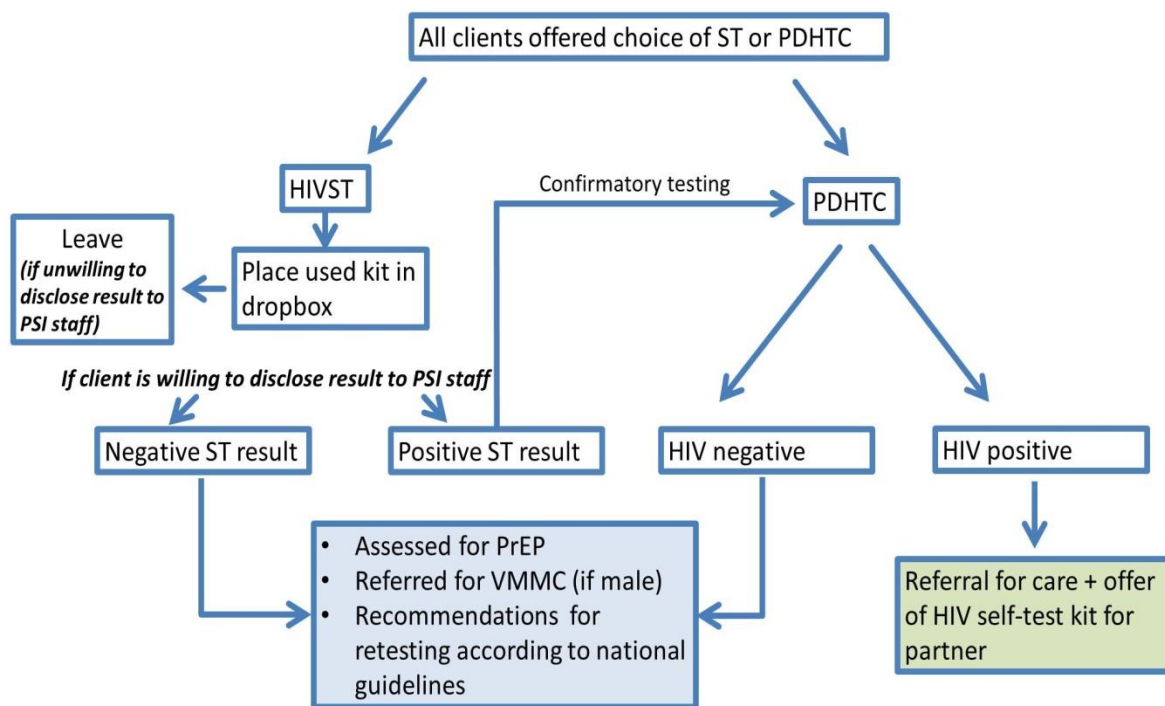 All clients offered choice of ST or PDHTC
HIVST
Confirmatory testing
PDHTC
Leave
(if unwilling to
disclose result to
PSI staff)
Place used kit in
dropbox
If client is willing to disclose result to PSI staff
Negative ST result
Positive ST result
HIV negative
HIV positive
• Assessed for PrEP
• Referred for VMMC (if male)
• Recommendations for
retesting according to national
guidelines
Referral for care + offer
of HIV self-test kit for
partner